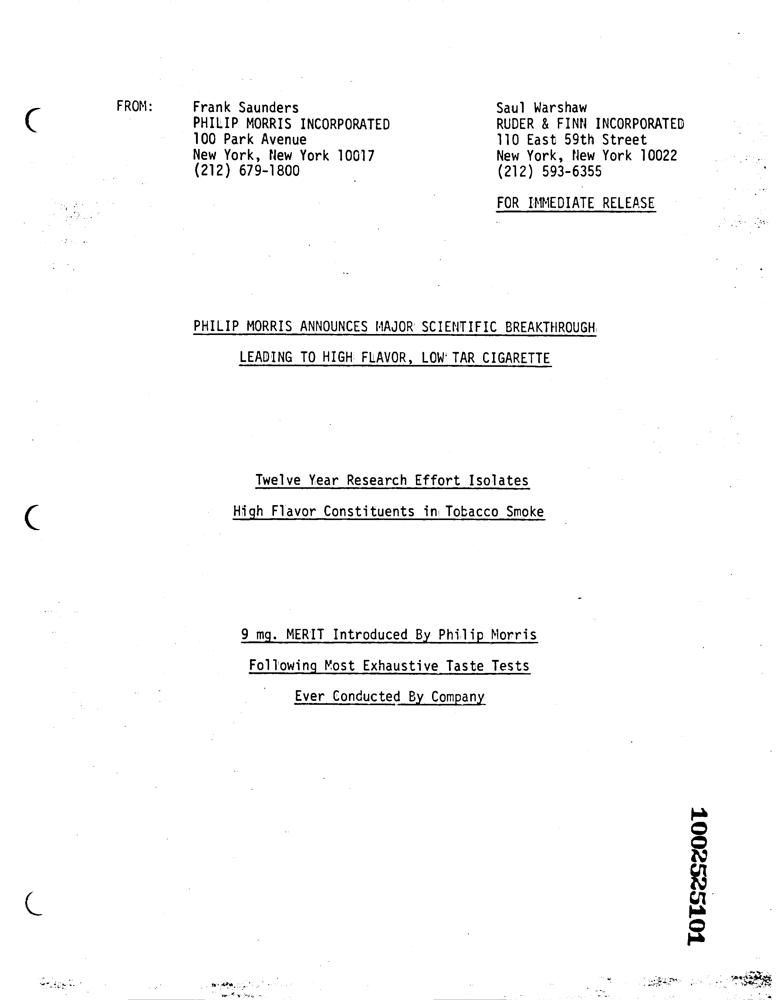 FROM:
Frank Saunders
PHILIP MORRIS INCORPORATED
100 Park Avenue
New York, New York 10017
(212) 679-1800
Saul Warshaw
RUDER & FINN INCORPORATED
110 East 59th Street
New York, New York 10022
(212) 593-6355
FOR IMMEDIATE RELEASE
PHILIP MORRIS ANNOUNCES MAJOR SCIENTIFIC BREAKTHROUGH
LEADING TO HIGH FLAVOR, LOW TAR CIGARETTE
Twelve Year Research Effort Isolates
High Flavor Constituents in Tobacco Smoke
9 mg. MERIT Introduced By Philip Morris
Following Most Exhaustive Taste Tests
Ever Conducted By Company
1002525101